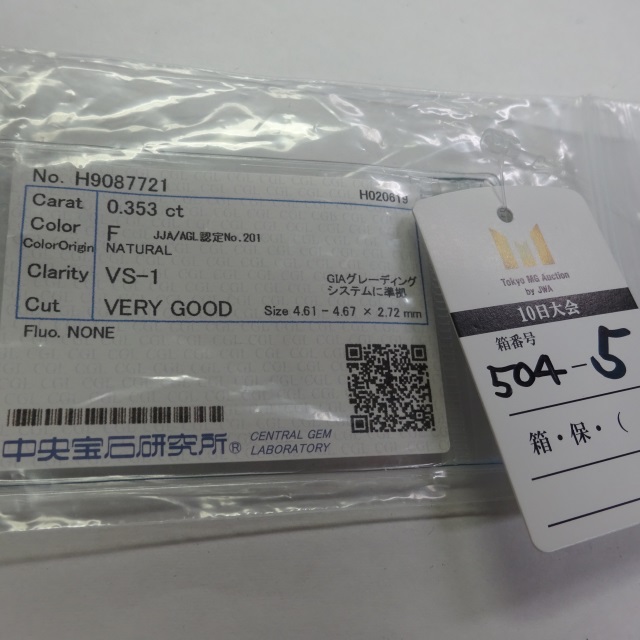 No. H9087721
H020819
Carat 0.353 ct
Color F JJA/AGL認定No.201
ColorOrigin NATURAL
Clarity VS-1
GIAグレーディング
システムに準拠
Cut VERY GOOD Size 4.61 - 4.67 × 2.72 mm
Fluo. NONE
中央宝石研究所® CENTRAL GEM
LABORATORY
Tokyo MG Auction
by JWA
10日大会
箱番号
504-5
箱・保・(